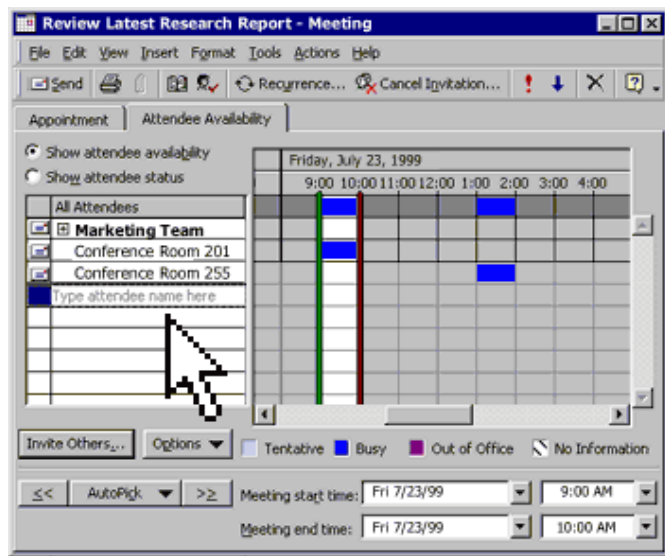 Review Latest Research Report - Meeting
File Edit View Insert Format Tools Actions Help
Send Recurrence... Cancel Invitation...
Appointment Attendee Availability
Show attendee availability
Show attendee status
Friday, July 23, 1999
9:00 10:00 11:00 12:00 1:00 2:00 3:00 4:00
All Attendees
Marketing Team
Conference Room 201
Conference Room 255
Type attendee name here
Invite Others... Options Tentative Busy Out of Office No Information
<< AutoPick >> Meeting start time: Fri 7/23/99 9:00 AM
Meeting end time: Fri 7/23/99 10:00 AM